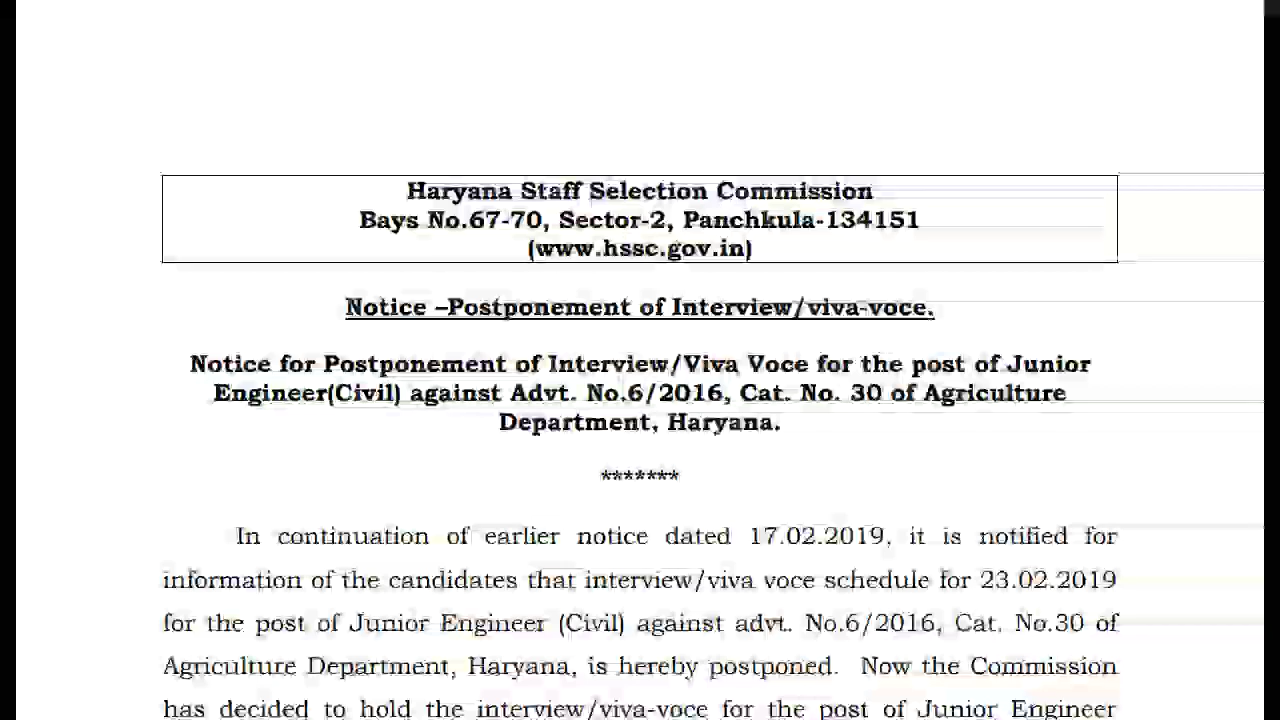 Haryana Staff Selection Commission
Bays No.67-70, Sector-2, Panchkula-134151
(www.hssc.gov.in)
Notice –Postponement of Interview/viva-voce.
Notice for Postponement of Interview/Viva Voce for the post of Junior
Engineer(Civil) against Advt. No.6/2016, Cat. No. 30 of Agriculture
Department, Haryana.
*******
In continuation of earlier notice dated 17.02.2019, it is notified for
information of the candidates that interview/viva voce schedule for 23.02.2019
for the post of Junior Engineer (Civil) against advt. No.6/2016, Cat. No.30 of
Agriculture Department, Haryana, is hereby postponed. Now the Commission
has decided to hold the interview/viva-voce for the post of Junior Engineer